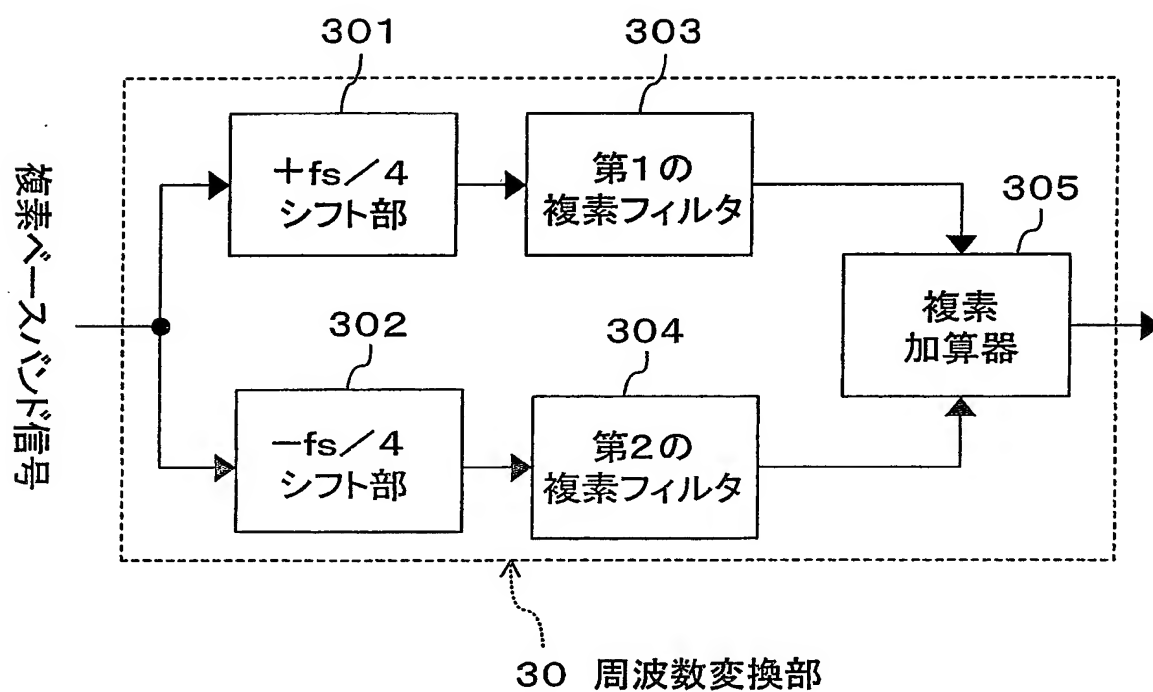 301
303
+fs/4
シフト部
第1の
複素フィルタ
305
複素ベースバンド信号
複素
加算器
302
304
-fs/4
シフト部
第2の
複素フィルタ
30 周波数変換部